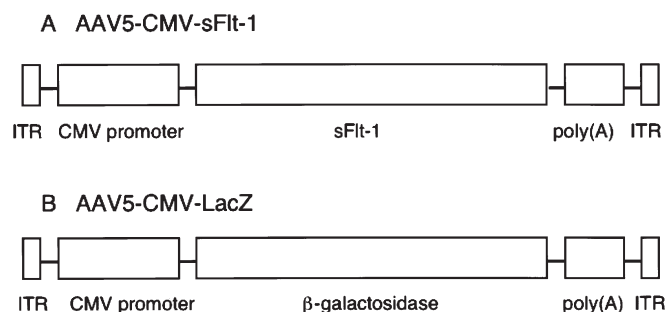 A AAV5-CMV-sFlt-1
ITR CMV promoter sFlt-1 poly(A) ITR
B AAV5-CMV-LacZ
ITR CMV promoter β-galactosidase poly(A) ITR